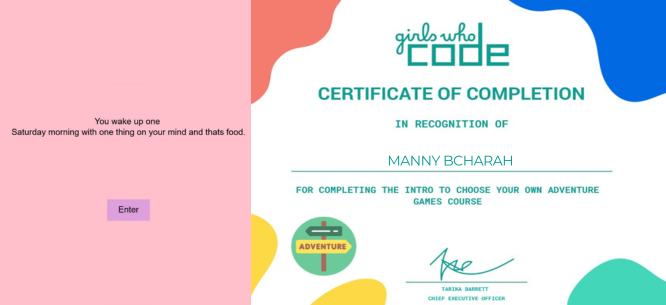 You wake up one
Saturday morning with one thing on your mind and thats food.
Enter
girls who
CODE
CERTIFICATE OF COMPLETION
IN RECOGNITION OF
MANNY BCHARAH
FOR COMPLETING THE INTRO TO CHOOSE YOUR OWN ADVENTURE
GAMES COURSE
ADVENTURE
TARIKA BARRETT
CHIEF EXECUTIVE OFFICER